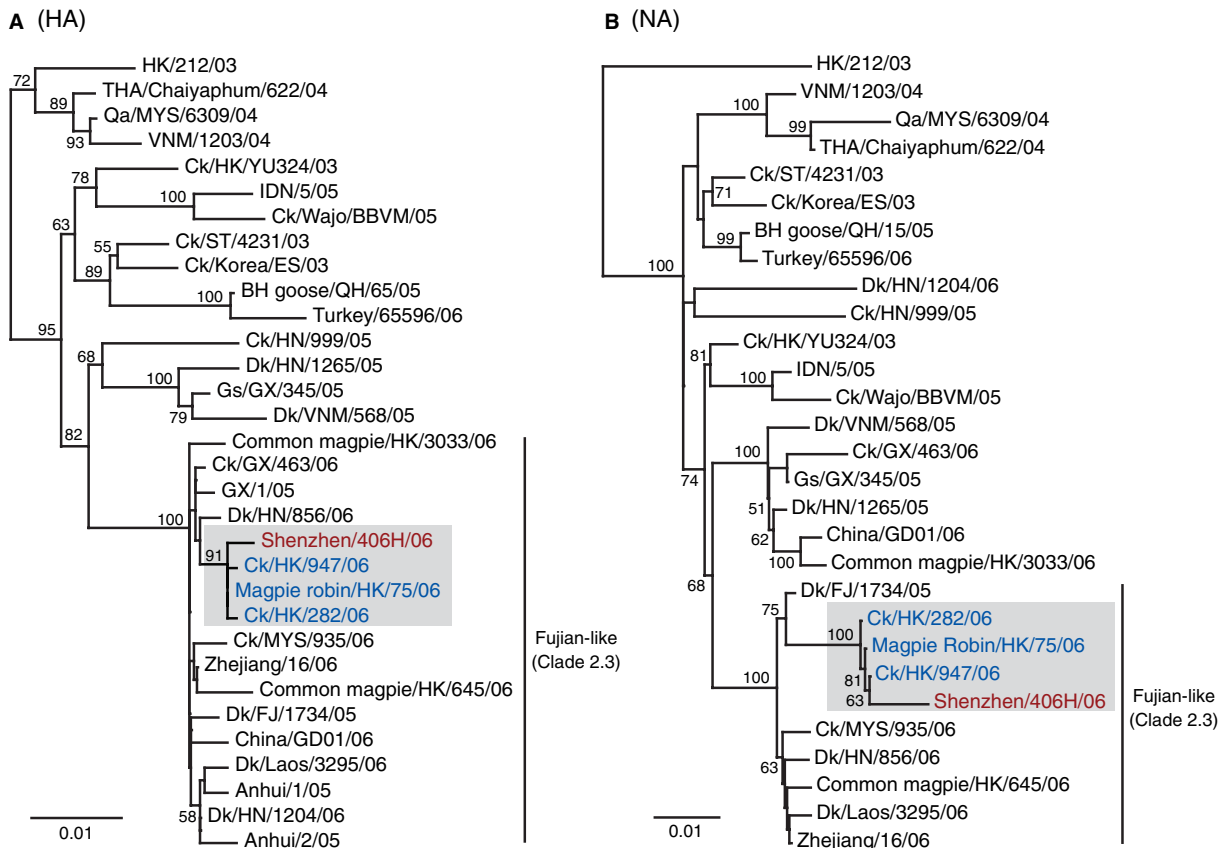 A (HA)
HK/212/03
72
THA/Chaiyaphum/622/04
89
Qa/MYS/6309/04
93
VNM/1203/04
Ck/HK/YU324/03
78
IDN/5/05
100
Ck/Wajo/BBVM/05
63
Ck/ST/4231/03
55
Ck/Korea/ES/03
89
BH goose/QH/65/05
100
Turkey/65596/06
95
Ck/HN/999/05
68
Dk/HN/1265/05
100
Gs/GX/345/05
79
Dk/VNM/568/05
82
Common magpie/HK/3033/06
Ck/GX/463/06
GX/1/05
Dk/HN/856/06
100
Shenzhen/406H/06
91
Ck/HK/947/06
Magpie robin/HK/75/06
Ck/HK/282/06
Ck/MYS/935/06
Zhejiang/16/06
Common magpie/HK/645/06
Dk/FJ/1734/05
China/GD01/06
Dk/Laos/3295/06
Anhui/1/05
58
Dk/HN/1204/06
Anhui/2/05
Fujian-like
(Clade 2.3)
0.01
B (NA)
HK/212/03
VNM/1203/04
100
Qa/MYS/6309/04
99
THA/Chaiyaphum/622/04
Ck/ST/4231/03
71
Ck/Korea/ES/03
BH goose/QH/15/05
99
Turkey/65596/06
100
Dk/HN/1204/06
Ck/HN/999/05
Ck/HK/YU324/03
81
IDN/5/05
100
Ck/Wajo/BBVM/05
Dk/VNM/568/05
100
Ck/GX/463/06
74
Gs/GX/345/05
51
Dk/HN/1265/05
62
China/GD01/06
100
Common magpie/HK/3033/06
68
Dk/FJ/1734/05
75
Ck/HK/282/06
100
Magpie Robin/HK/75/06
Ck/HK/947/06
81
63
Shenzhen/406H/06
100
Ck/MYS/935/06
Dk/HN/856/06
63
Common magpie/HK/645/06
Dk/Laos/3295/06
Zhejiang/16/06
Fujian-like
(Clade 2.3)
0.01